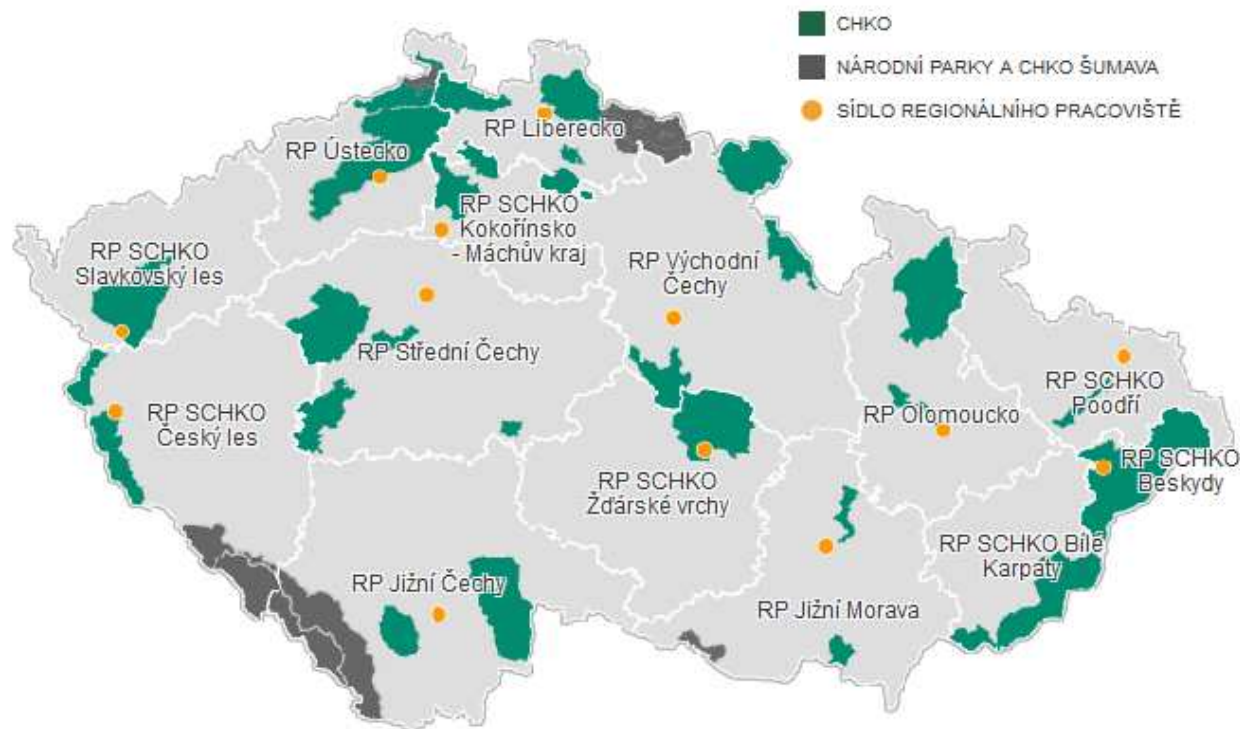 CHKO
NÁRODNÍ PARKY A CHKO ŠUMAVA
SÍDLO REGIONÁLNÍHO PRACOVIŠTĚ
RP Liberecko
RP Ústecko
RP SCHKO
Kokořínsko
- Máchův kraj
RP SCHKO
Slavkovský les
RP Východní
Čechy
RP Střední Čechy
RP SCHKO
Poodří
RP SCHKO
Český les
RP Olomoucko
RP SCHKO
Beskydy
RP SCHKO
Žďárské vrchy
RP SCHKO Bílé
Karpaty
RP Jižní Čechy
RP Jižní Morava